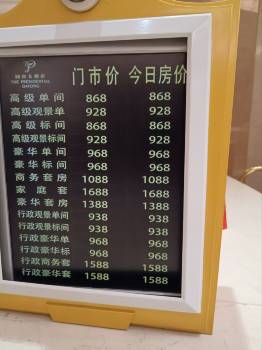 THE PRESIDENTIAL
DATONG
门市价 今日房价
高级单间 868 868
高级观景单 928 928
高级标间 868 868
高级观景标间 928 928
豪华单间 968 968
豪华标间 968 968
商务套房 1088 1088
家庭套 1688 1688
豪华套房 1388 1388
行政观景单间 938 938
行政观景标间 938 938
行政豪华单 968 968
行政豪华标 968 968
行政商务套 1588 1588
行政豪华套 1588 1588